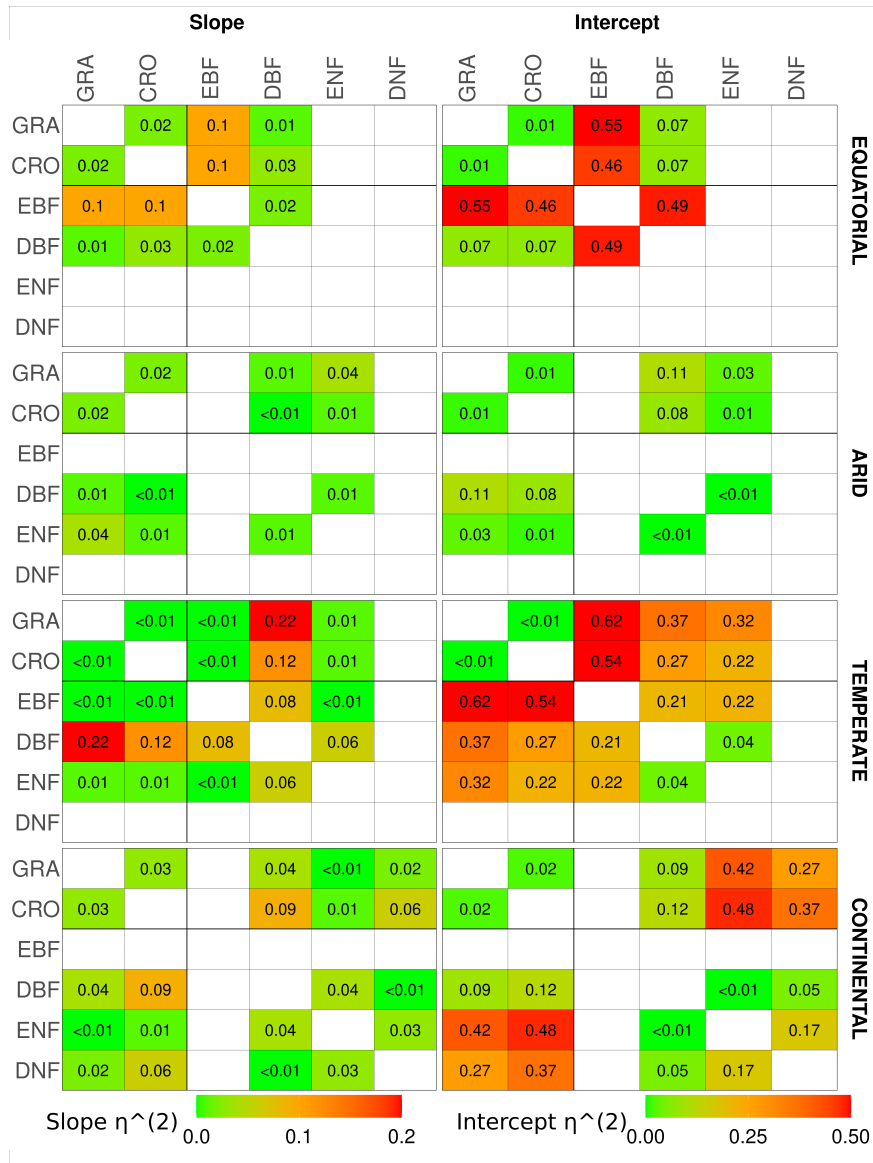 Slope Intercept
GRA CRO EBF DBF ENF DNF GRA CRO EBF DBF ENF DNF
EQUATORIAL
GRA 0.02 0.1 0.01 0.01 0.55 0.07
CRO 0.02 0.1 0.03 0.01 0.46 0.07
EBF 0.1 0.1 0.02 0.55 0.46 0.49
DBF 0.01 0.03 0.02 0.07 0.07 0.49
ENF
DNF
ARID
GRA 0.02 0.01 0.04 0.01 0.11 0.03
CRO 0.02 <0.01 0.01 0.01 0.08 0.01
EBF
DBF 0.01 <0.01 0.01 0.11 0.08 <0.01
ENF 0.04 0.01 0.01 0.03 0.01 <0.01
DNF
TEMPERATE
GRA <0.01 <0.01 0.22 0.01 <0.01 0.62 0.37 0.32
CRO <0.01 <0.01 0.12 0.01 <0.01 0.54 0.27 0.22
EBF <0.01 <0.01 0.08 <0.01 0.62 0.54 0.21 0.22
DBF 0.22 0.12 0.08 0.06 0.37 0.27 0.21 0.04
ENF 0.01 0.01 <0.01 0.06 0.32 0.22 0.22 0.04
DNF
CONTINENTAL
GRA 0.03 0.04 <0.01 0.02 0.02 0.09 0.42 0.27
CRO 0.03 0.09 0.01 0.06 0.02 0.12 0.48 0.37
EBF
DBF 0.04 0.09 0.04 <0.01 0.09 0.12 <0.01 0.05
ENF <0.01 0.01 0.04 0.03 0.42 0.48 <0.01 0.17
DNF 0.02 0.06 <0.01 0.03 0.27 0.37 0.05 0.17
Slope η^(2) Intercept η^(2)
0.0 0.1 0.2 0.00 0.25 0.50